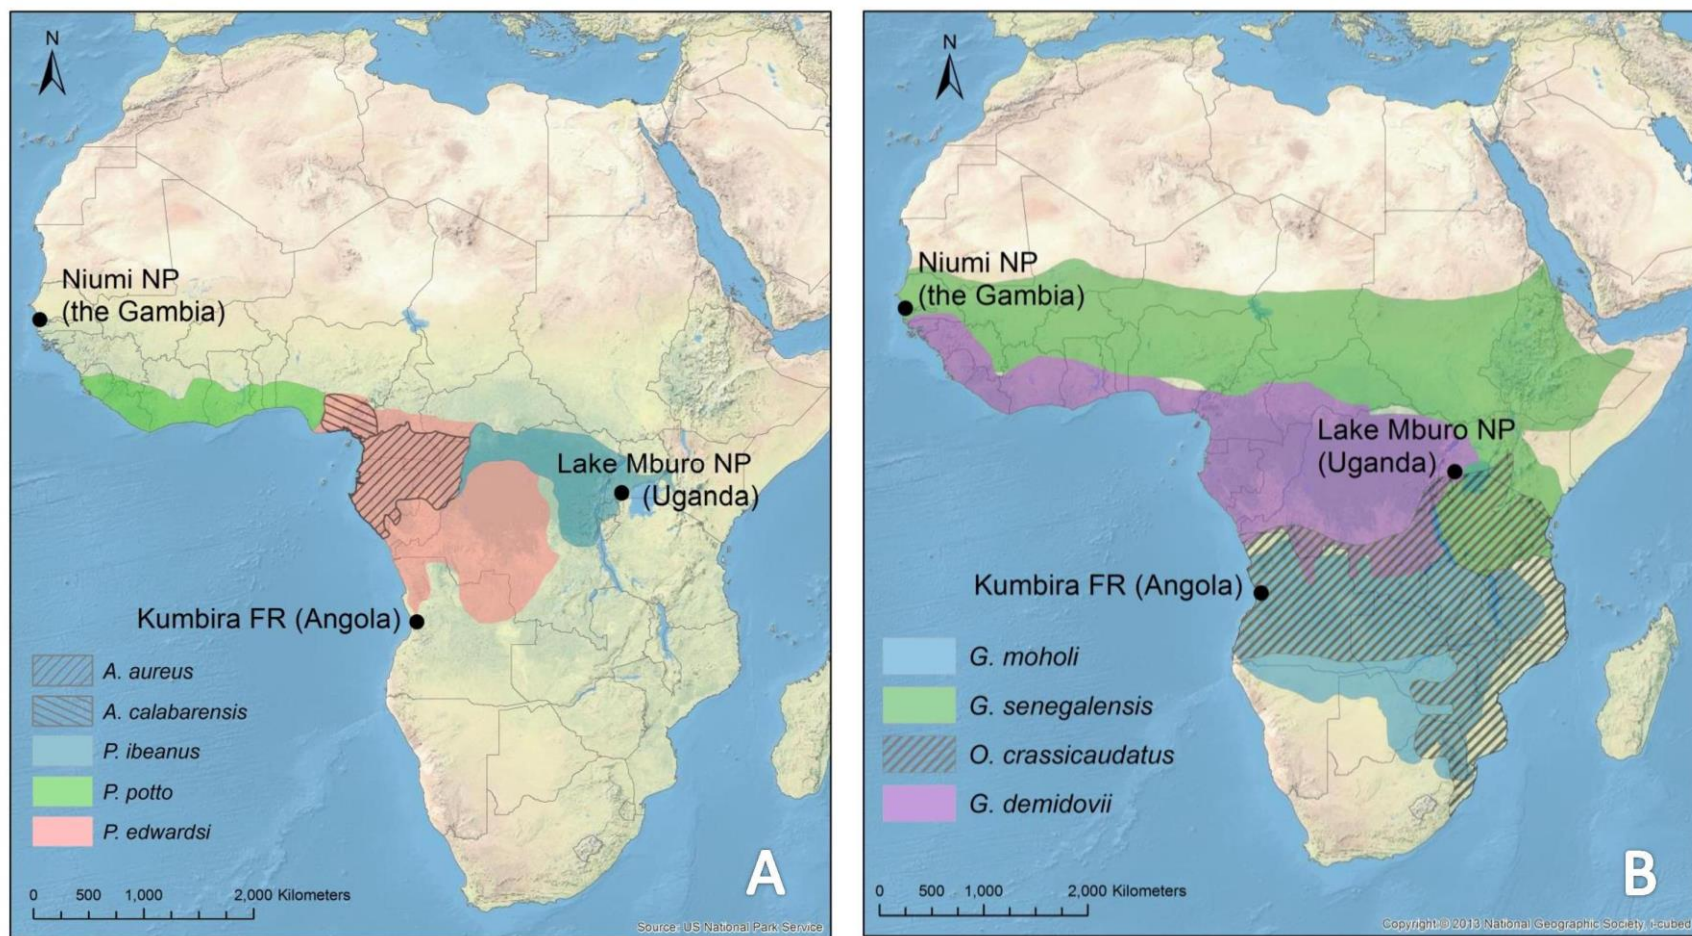 N
Niumi NP
(the Gambia)
Lake Mburo NP
(Uganda)
Kumbira FR (Angola)
A. aureus
A. calabarensis
P. ibeanus
P. potto
P. edwardsi
0 500 1,000 2,000 Kilometers
A
Source: US National Park Service
N
Niumi NP
(the Gambia)
Lake Mburo NP
(Uganda)
Kumbira FR (Angola)
G. moholi
G. senegalensis
O. crassicaudatus
G. demidovii
0 500 1,000 2,000 Kilometers
B
Copyright:© 2013 National Geographic Society, i-cubed